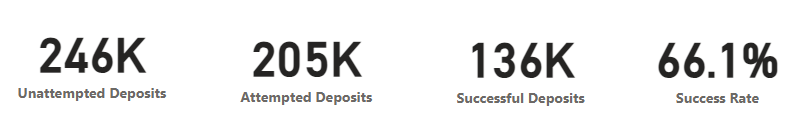 246K
Unattempted Deposits
205K
Attempted Deposits
136K
Successful Deposits
66.1%
Success Rate